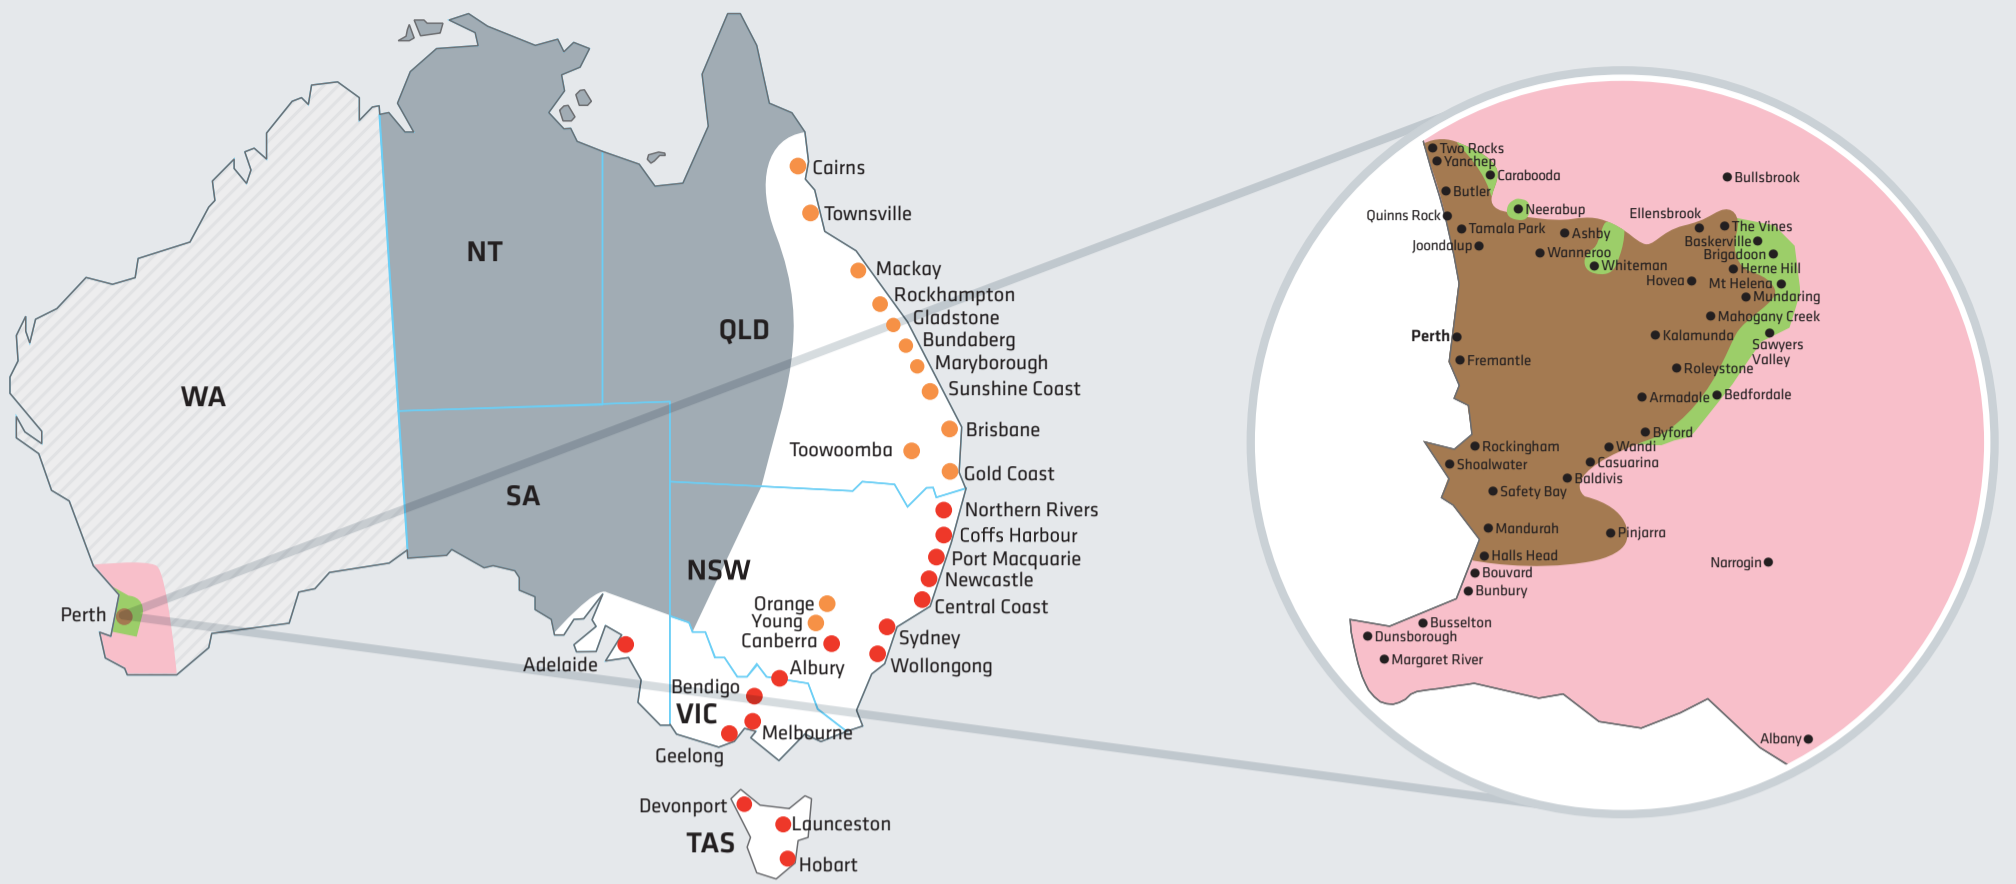 WA
NT
QLD
SA
NSW
VIC
TAS
Perth
Cairns
Townsville
Mackay
Rockhampton
Gladstone
Bundaberg
Maryborough
Sunshine Coast
Brisbane
Toowoomba
Gold Coast
Northern Rivers
Coffs Harbour
Port Macquarie
Newcastle
Central Coast
Orange
Young
Canberra
Sydney
Wollongong
Albury
Adelaide
Bendigo
Melbourne
Geelong
Devonport
Launceston
Hobart
Two Rocks
Yanchep
Carabooda
Bullsbrook
Butler
Neerabup
Quinns Rock
Ellensbrook
Tamala Park
Ashby
The Vines
Joondalup
Baskerville
Wanneroo
Brigadoon
Whiteman
Herne Hill
Hovea
Mt Helena
Mundaring
Mahogany Creek
Perth
Kalamunda
Sawyers
Valley
Fremantle
Roleystone
Armadale
Bedfordale
Byford
Rockingham
Wandi
Shoalwater
Casuarina
Baldivis
Safety Bay
Mandurah
Pinjarra
Halls Head
Narrogin
Bouvard
Bunbury
Busselton
Dunsborough
Margaret River
Albany